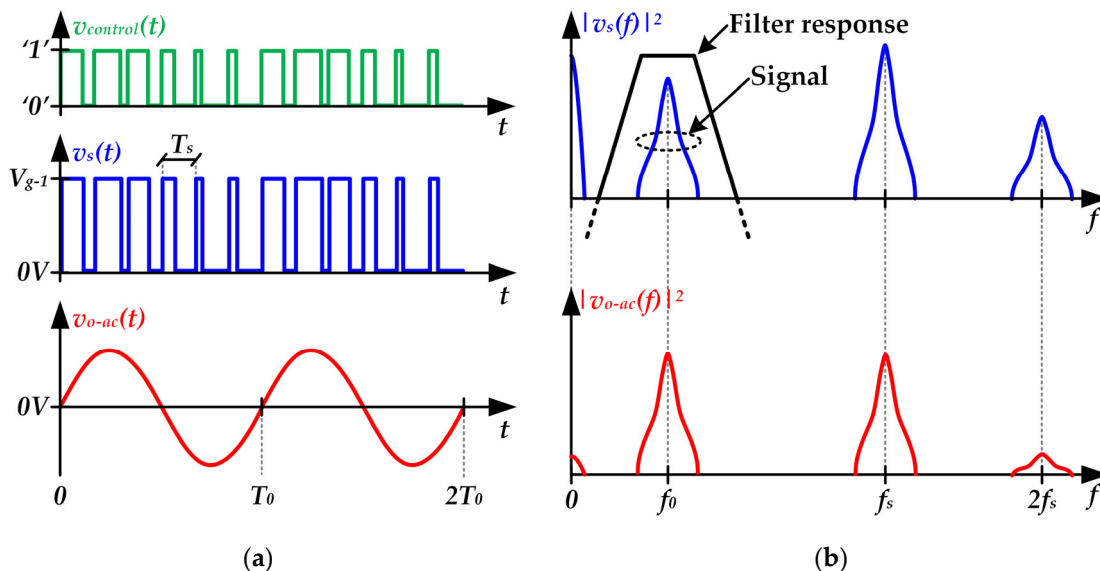 v_control(t)
'1'
'0'
t
v_s(t)
T_s
V_g-1
0V
t
v_o-ac(t)
0V
t
0
T_0
2T_0
(a)
|v_s(f)|²
Filter response
Signal
f
|v_o-ac(f)|²
0
f_0
f_s
2f_s
f
(b)